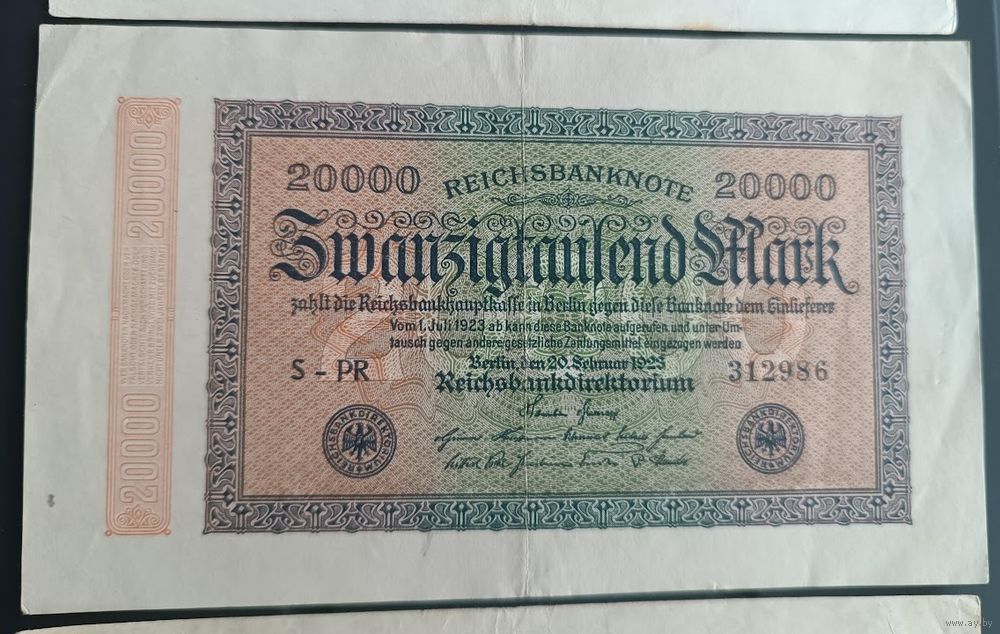 20000 REICHSBANKNOTE 20000
Zwanzigtausend Mark
zahlt die Reichsbankhauptkasse in Berlin gegen diese Banknote dem Einlieferer
Vom 1. Juli 1923 ab kann diese Banknote aufgerufen und unter Um-
tausch gegen andere gesetzliche Zahlungsmittel eingezogen werden
Berlin, den 20. Februar 1923
S-PR Reichsbankdirektorium 312986
REICHSBANKDIREKTORIUM
REICHSBANKDIREKTORIUM
20000
20000
www.ay.by